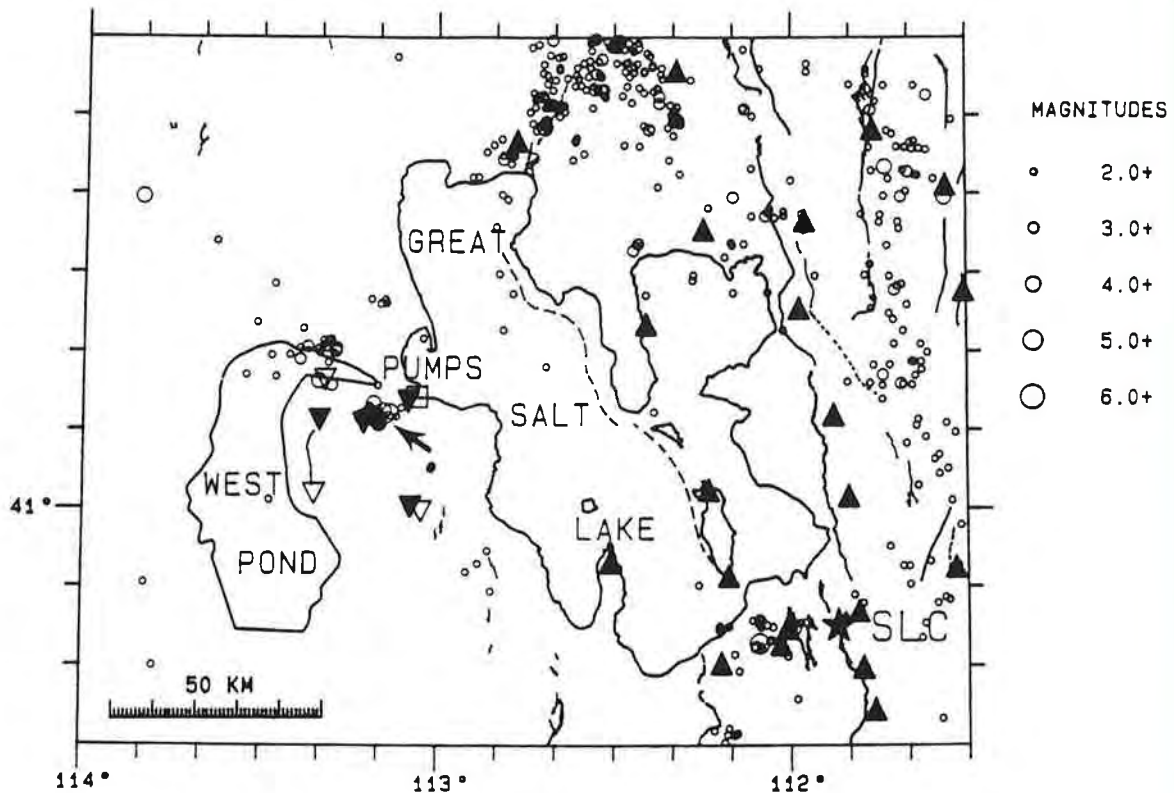 MAGNITUDES
2.0+
3.0+
4.0+
5.0+
6.0+
GREAT
PUMPS
SALT
WEST
41°
LAKE
POND
SLC
50 KM
114°
113°
112°